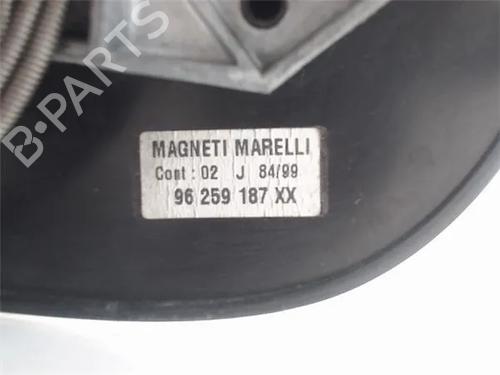 B-PARTS
MAGNETI MARELLI
Cont : 02 J 84/99
96 259 187 XX